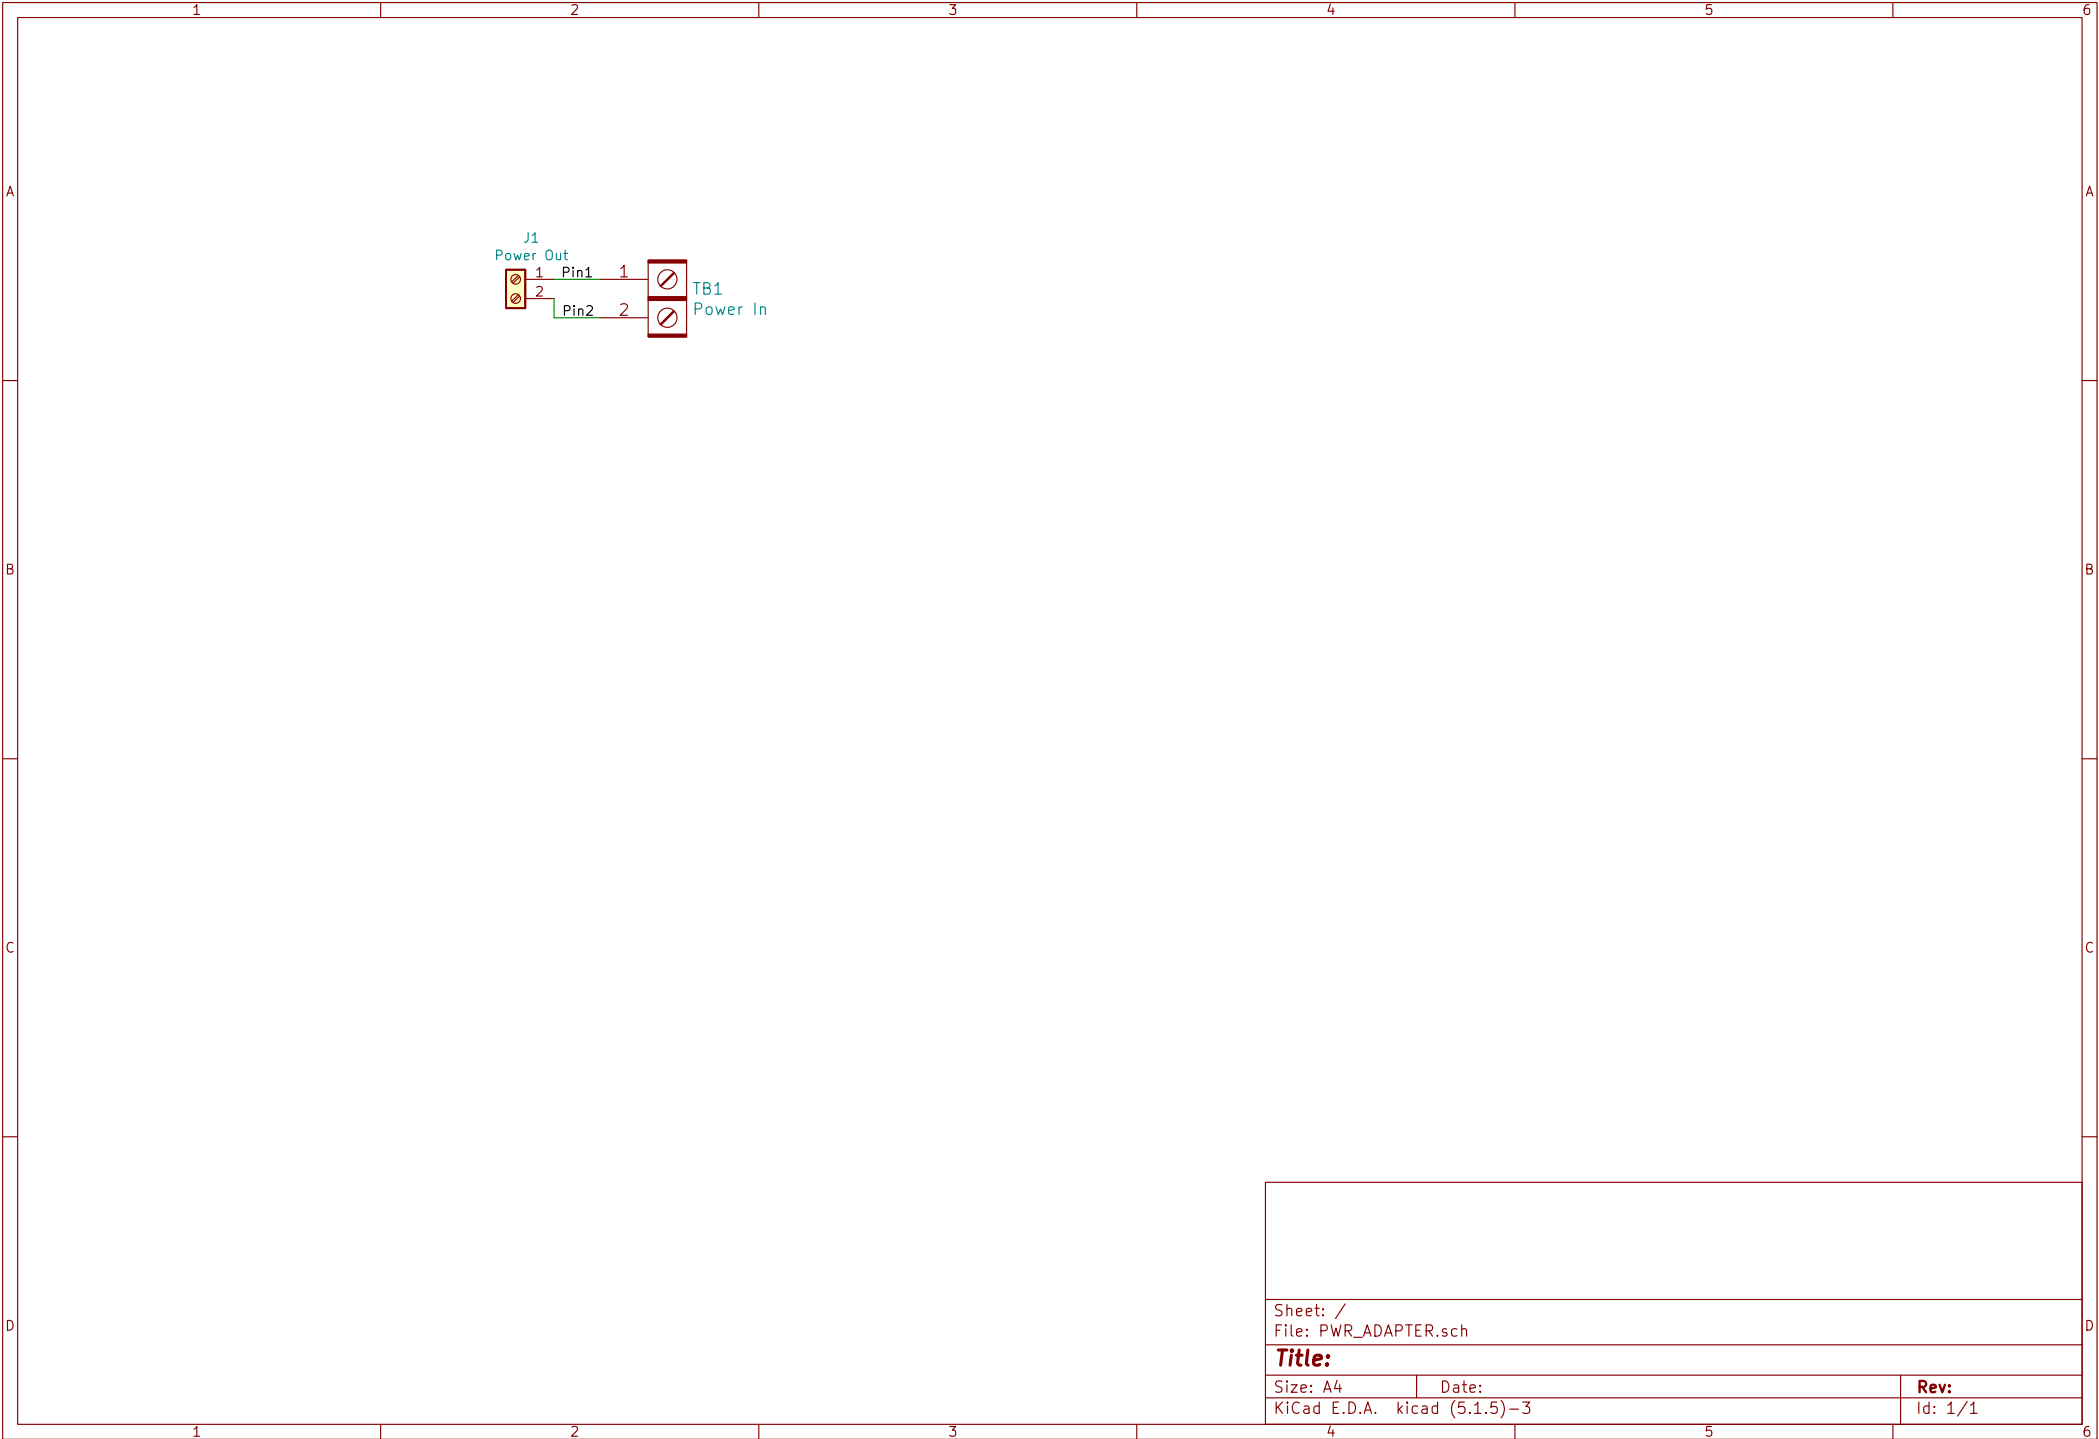 1 2 3 4 5 6
A A
J1
Power Out
1 Pin1 1
2
TB1
Power In
Pin2 2
B B
C C
Sheet: /
File: PWR_ADAPTER.sch
D D
Title:
Size: A4 Date: Rev:
KiCad E.D.A. kicad (5.1.5)-3 Id: 1/1
1 2 3 4 5 6